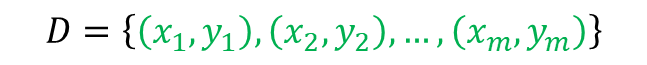 D = {(x₁, y₁), (x₂, y₂), … , (xₘ, yₘ)}